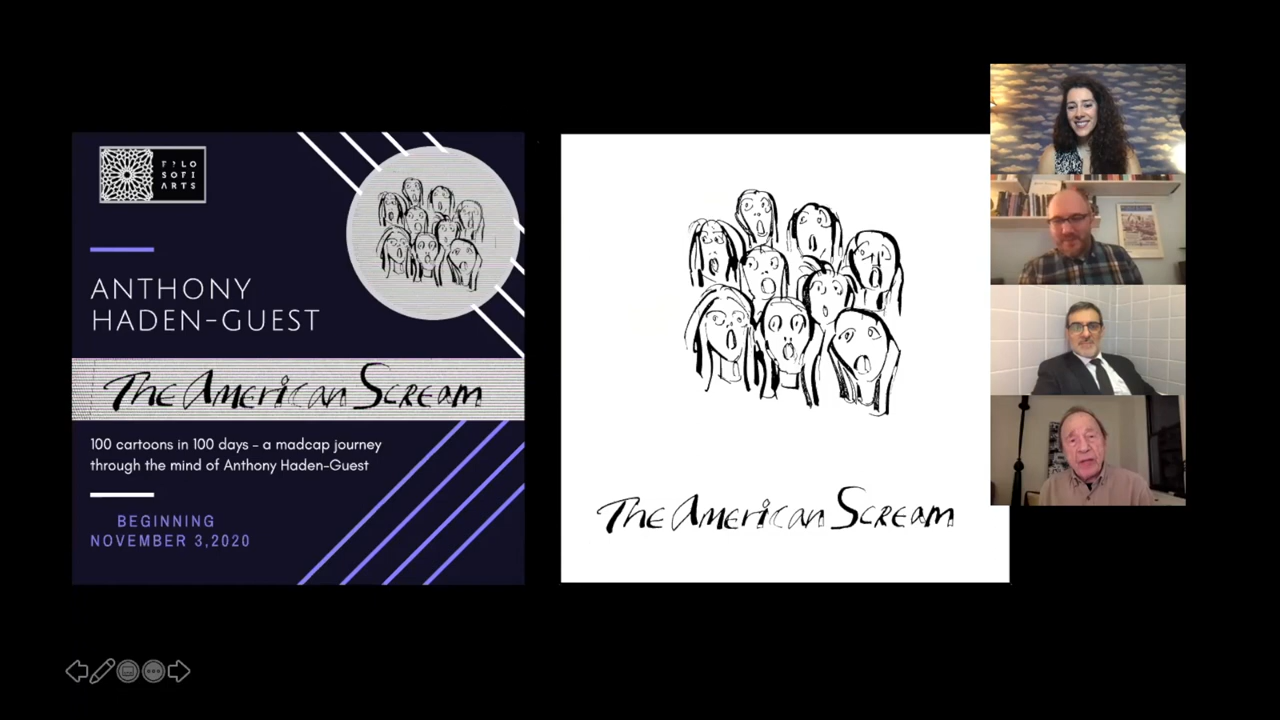 FILO
SOFI
ARTS
ANTHONY
HADEN-GUEST
The American Scream
100 cartoons in 100 days - a madcap journey
through the mind of Anthony Haden-Guest
BEGINNING
NOVEMBER 3,2020
The American Scream